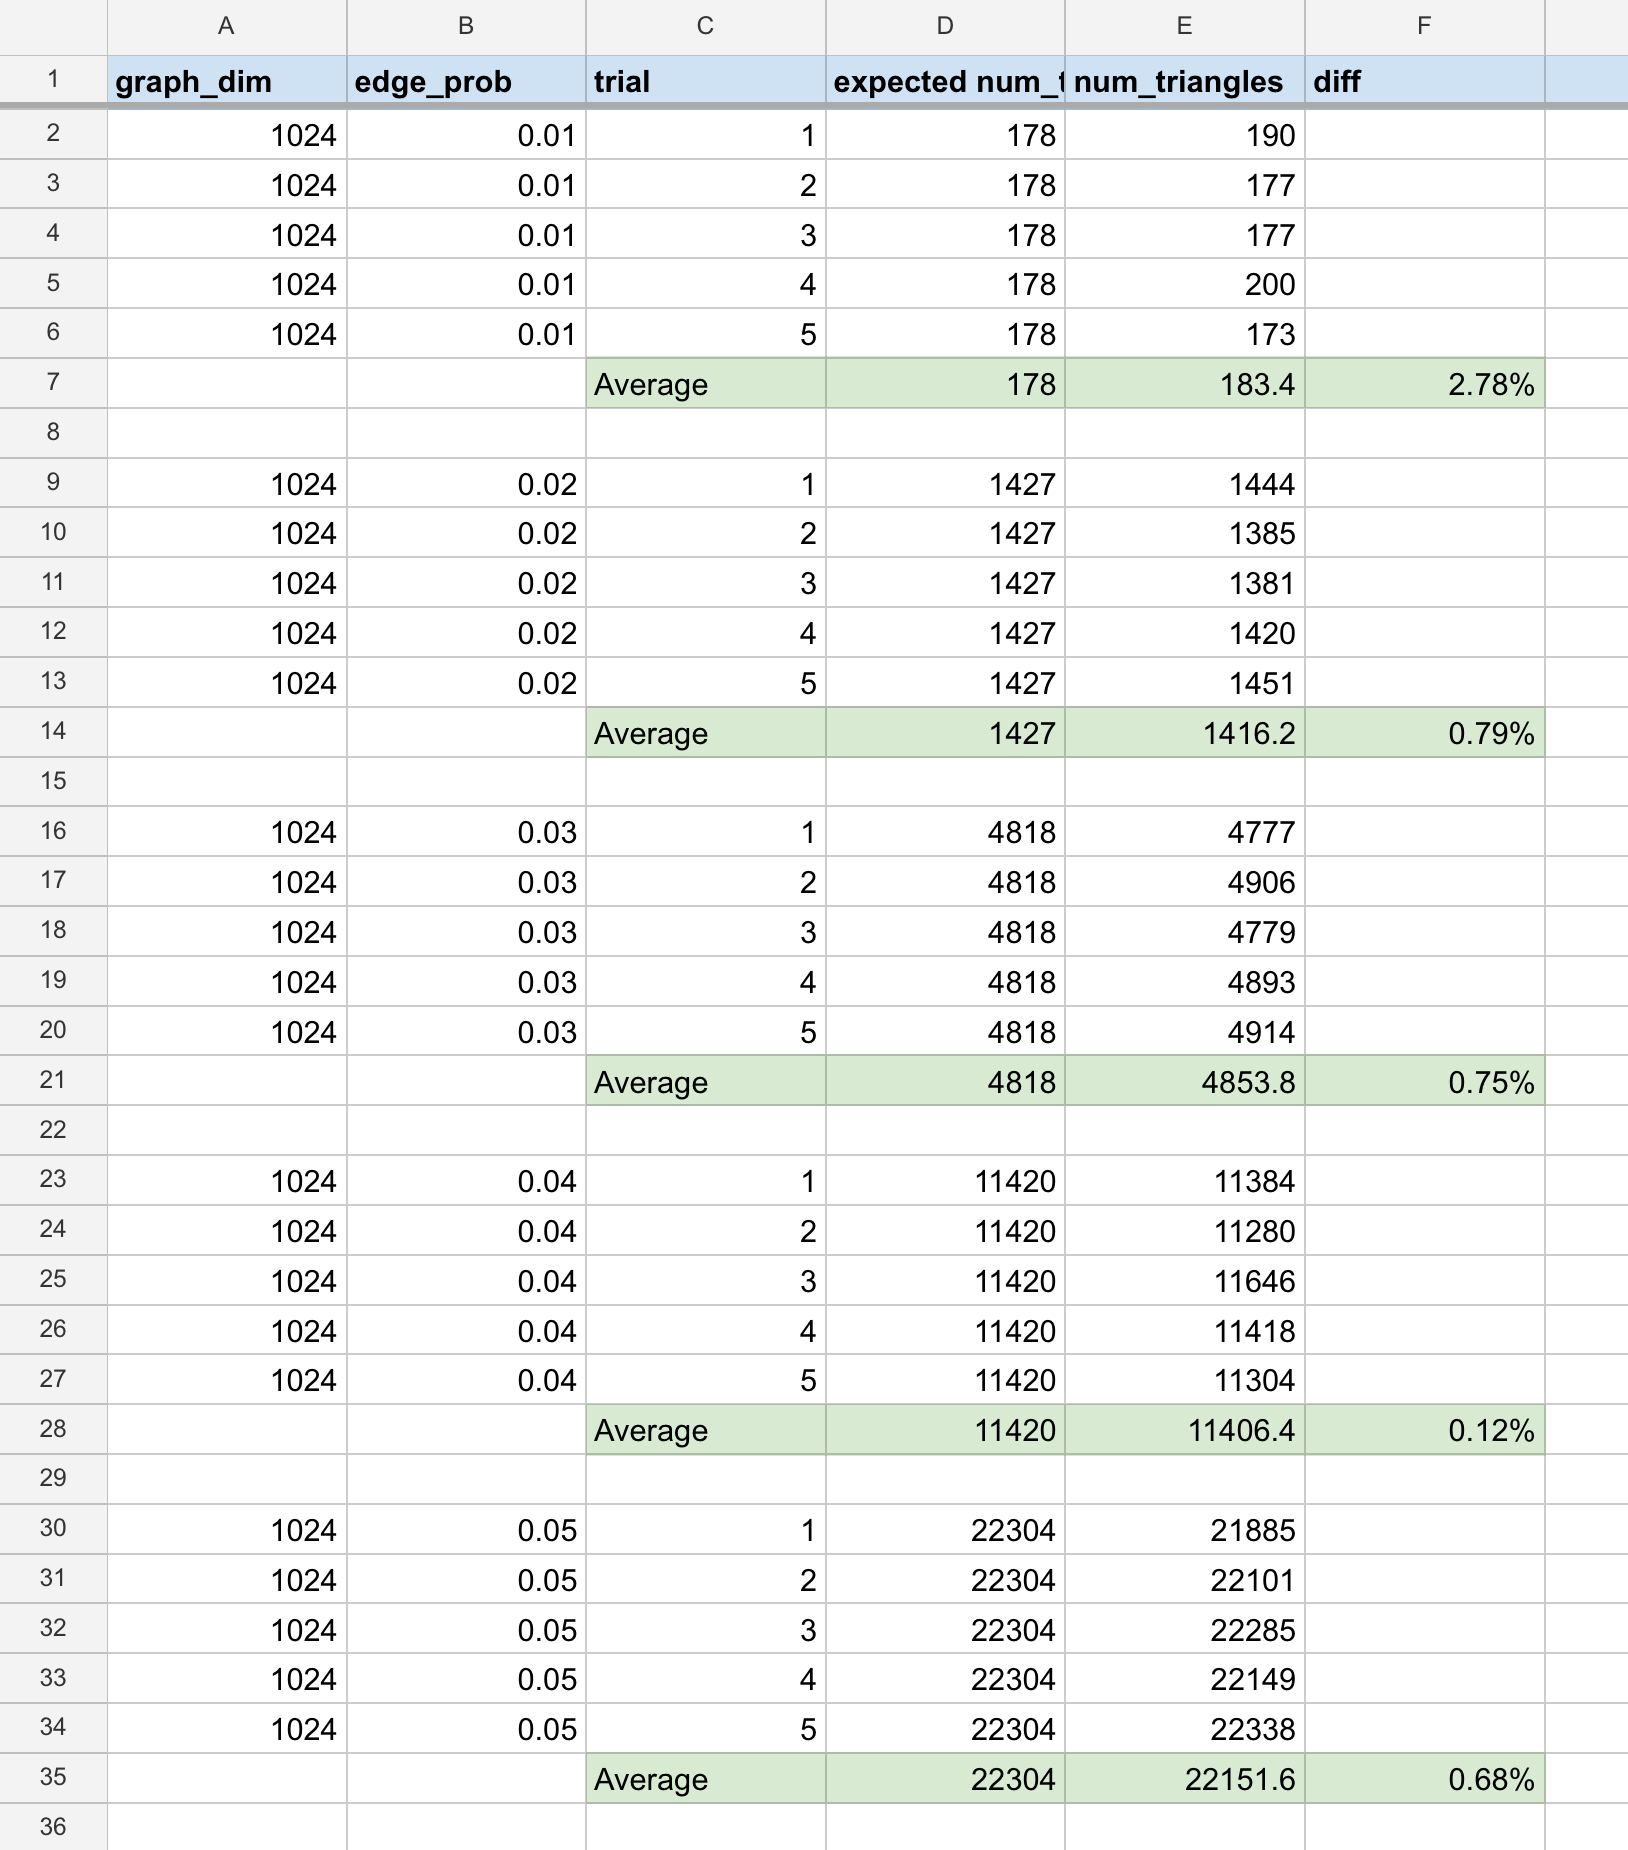 A B C D E F
1 graph_dim edge_prob trial expected num_t num_triangles diff
2 1024 0.01 1 178 190
3 1024 0.01 2 178 177
4 1024 0.01 3 178 177
5 1024 0.01 4 178 200
6 1024 0.01 5 178 173
7 Average 178 183.4 2.78%
8
9 1024 0.02 1 1427 1444
10 1024 0.02 2 1427 1385
11 1024 0.02 3 1427 1381
12 1024 0.02 4 1427 1420
13 1024 0.02 5 1427 1451
14 Average 1427 1416.2 0.79%
15
16 1024 0.03 1 4818 4777
17 1024 0.03 2 4818 4906
18 1024 0.03 3 4818 4779
19 1024 0.03 4 4818 4893
20 1024 0.03 5 4818 4914
21 Average 4818 4853.8 0.75%
22
23 1024 0.04 1 11420 11384
24 1024 0.04 2 11420 11280
25 1024 0.04 3 11420 11646
26 1024 0.04 4 11420 11418
27 1024 0.04 5 11420 11304
28 Average 11420 11406.4 0.12%
29
30 1024 0.05 1 22304 21885
31 1024 0.05 2 22304 22101
32 1024 0.05 3 22304 22285
33 1024 0.05 4 22304 22149
34 1024 0.05 5 22304 22338
35 Average 22304 22151.6 0.68%
36